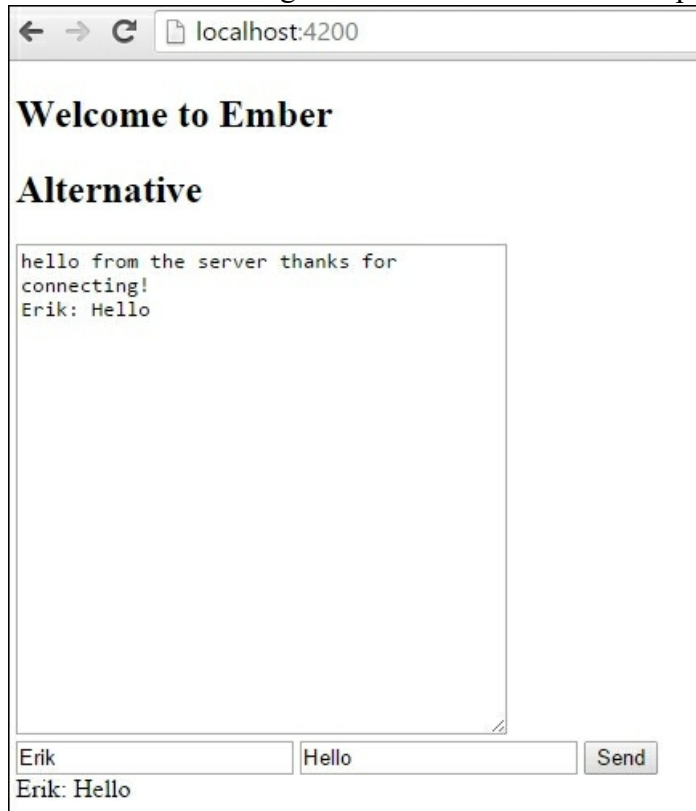 localhost:4200
Welcome to Ember
Alternative
hello from the server thanks for
connecting!
Erik: Hello
Erik Hello Send
Erik: Hello